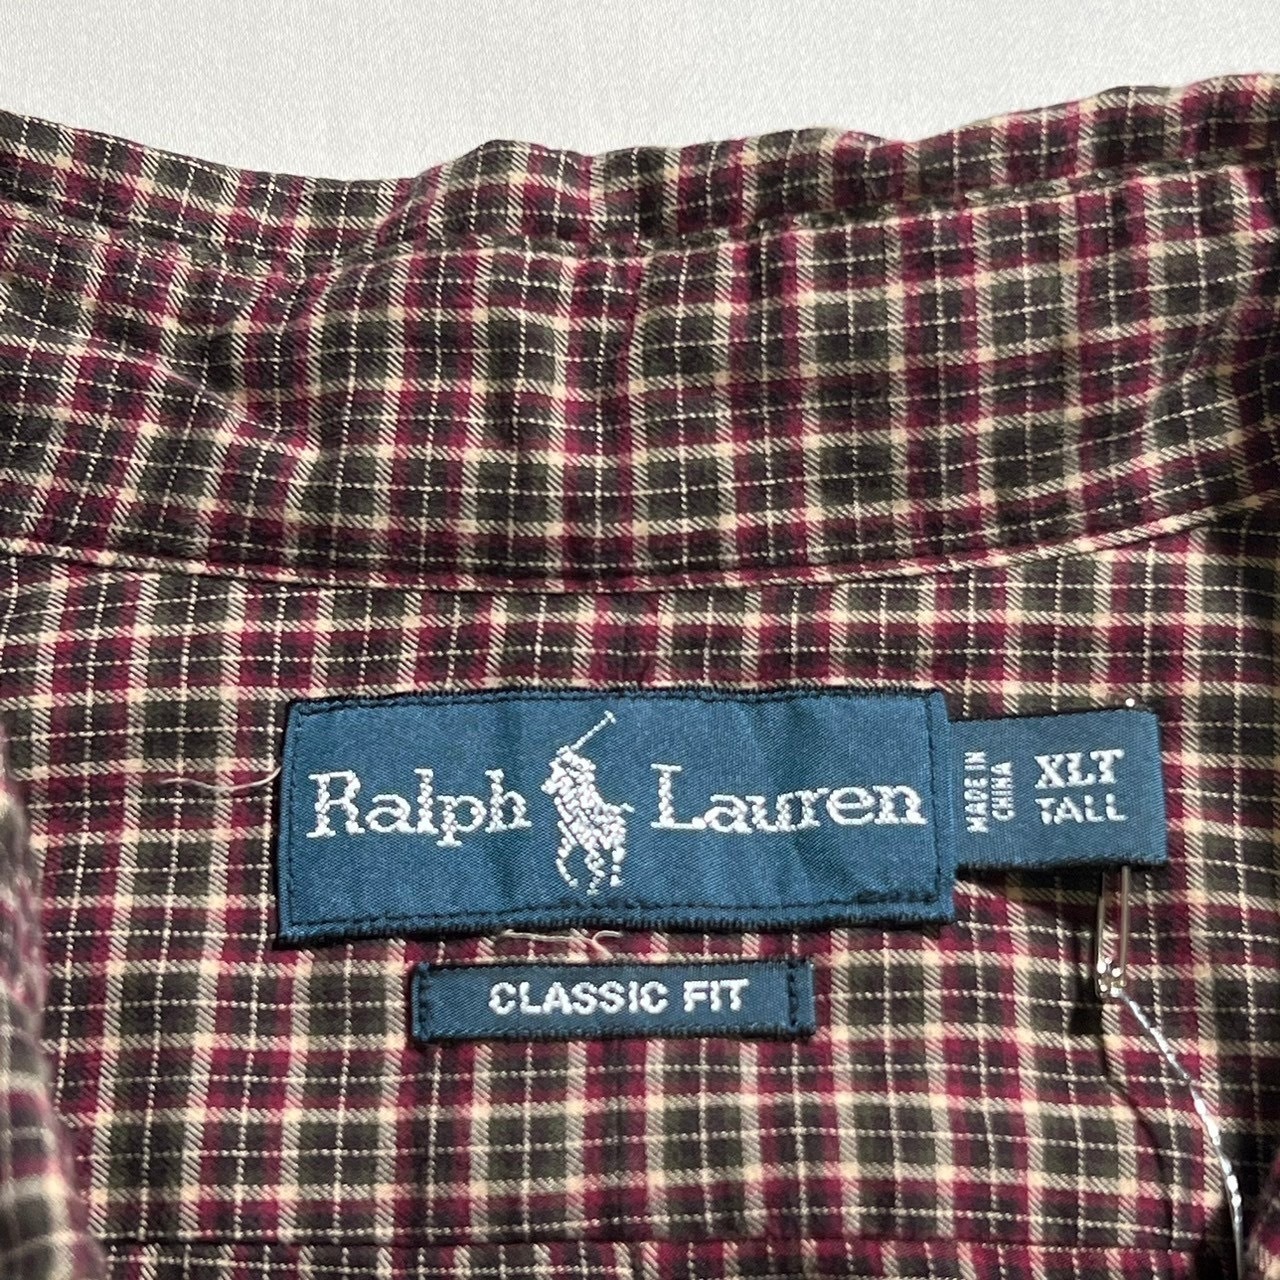 Ralph Lauren
MADE IN
CHINA
XLT
TALL
CLASSIC FIT